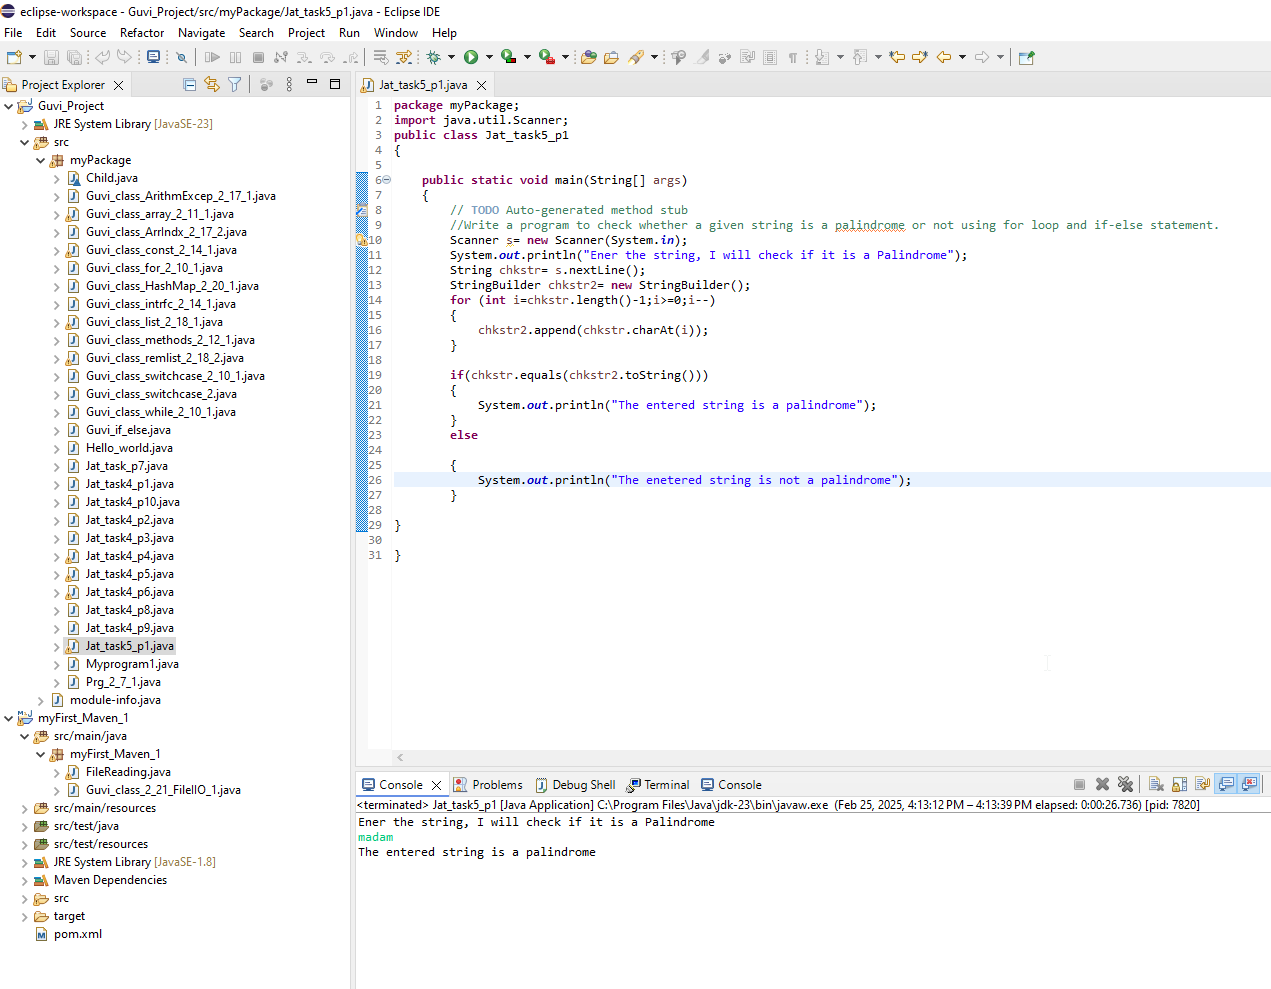 eclipse-workspace - Guvi_Project/src/myPackage/Jat_task5_p1.java - Eclipse IDE
File Edit Source Refactor Navigate Search Project Run Window Help
Project Explorer
Guvi_Project
JRE System Library [JavaSE-23]
src
myPackage
Child.java
Guvi_class_ArithmExcep_2_17_1.java
Guvi_class_array_2_11_1.java
Guvi_class_ArrIndx_2_17_2.java
Guvi_class_const_2_14_1.java
Guvi_class_for_2_10_1.java
Guvi_class_HashMap_2_20_1.java
Guvi_class_intrfc_2_14_1.java
Guvi_class_list_2_18_1.java
Guvi_class_methods_2_12_1.java
Guvi_class_remlist_2_18_2.java
Guvi_class_switchcase_2_10_1.java
Guvi_class_switchcase_2.java
Guvi_class_while_2_10_1.java
Guvi_if_else.java
Hello_world.java
Jat_task_p7.java
Jat_task4_p1.java
Jat_task4_p10.java
Jat_task4_p2.java
Jat_task4_p3.java
Jat_task4_p4.java
Jat_task4_p5.java
Jat_task4_p6.java
Jat_task4_p8.java
Jat_task4_p9.java
Jat_task5_p1.java
Myprogram1.java
Prg_2_7_1.java
module-info.java
myFirst_Maven_1
src/main/java
myFirst_Maven_1
FileReading.java
Guvi_class_2_21_FileIO_1.java
src/main/resources
src/test/java
src/test/resources
JRE System Library [JavaSE-1.8]
Maven Dependencies
src
target
pom.xml
Jat_task5_p1.java
1 package myPackage;
2 import java.util.Scanner;
3 public class Jat_task5_p1
4 {
5
6 public static void main(String[] args)
7 {
8 // TODO Auto-generated method stub
9 //Write a program to check whether a given string is a palindrome or not using for loop and if-else statement.
10 Scanner s= new Scanner(System.in);
11 System.out.println("Ener the string, I will check if it is a Palindrome");
12 String chkstr= s.nextLine();
13 StringBuilder chkstr2= new StringBuilder();
14 for (int i=chkstr.length()-1;i>=0;i--)
15 {
16 chkstr2.append(chkstr.charAt(i));
17 }
18
19 if(chkstr.equals(chkstr2.toString()))
20 {
21 System.out.println("The entered string is a palindrome");
22 }
23 else
24
25 {
26 System.out.println("The enetered string is not a palindrome");
27 }
28
29 }
30
31 }
Console Problems Debug Shell Terminal Console
<terminated> Jat_task5_p1 [Java Application] C:\Program Files\Java\jdk-23\bin\javaw.exe (Feb 25, 2025, 4:13:12 PM – 4:13:39 PM elapsed: 0:00:26.736) [pid: 7820]
Ener the string, I will check if it is a Palindrome
madam
The entered string is a palindrome